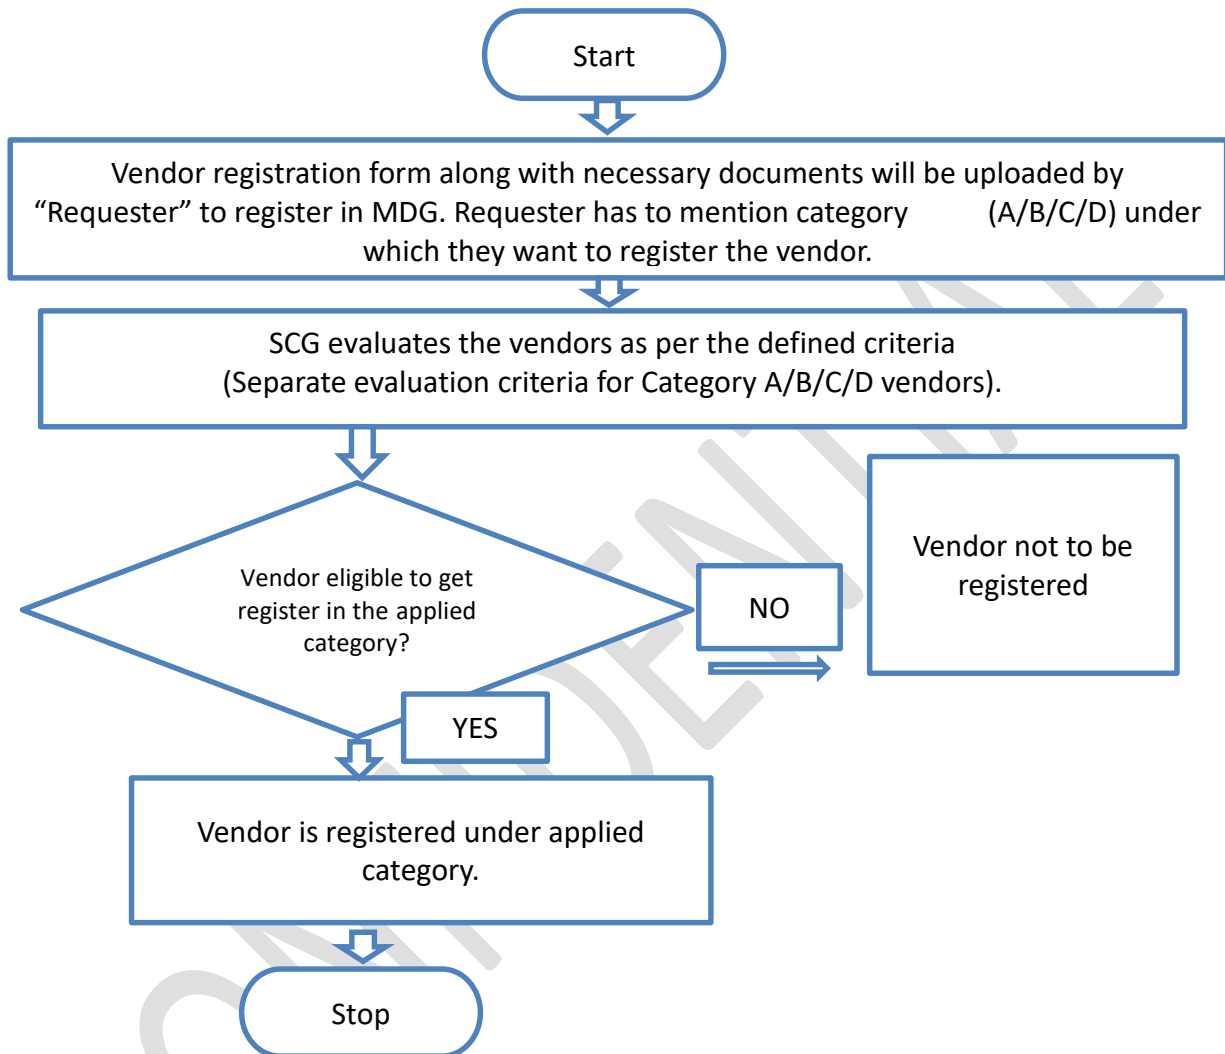 Start
Vendor registration form along with necessary documents will be uploaded by
“Requester” to register in MDG. Requester has to mention category (A/B/C/D) under
which they want to register the vendor.
SCG evaluates the vendors as per the defined criteria
(Separate evaluation criteria for Category A/B/C/D vendors).
Vendor eligible to get
register in the applied
category?
NO
Vendor not to be
registered
YES
Vendor is registered under applied
category.
Stop